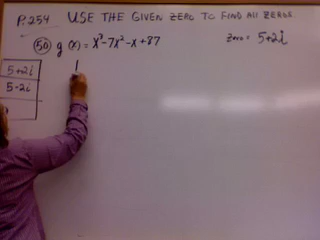 P.254 USE THE GIVEN ZERO TO FIND All ZEROS
50 g(x) = x³-7x²-x+87 zero = 5+2i
5+2i
5-2i
1